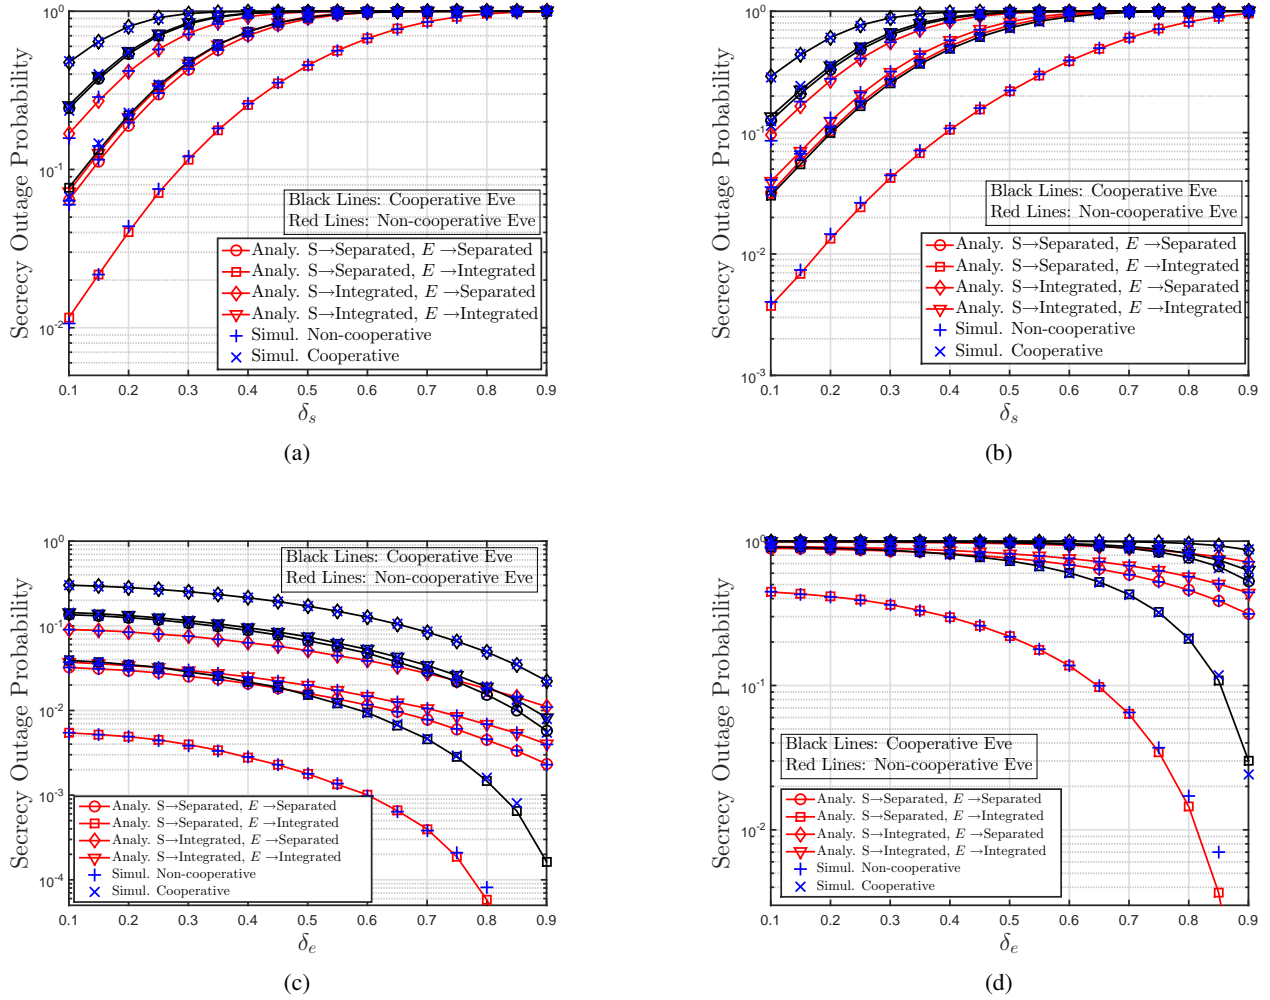 Secrecy Outage Probability
10^0
10^-1
10^-2
Black Lines: Cooperative Eve
Red Lines: Non-cooperative Eve
Analy. S→Separated, E →Separated
Analy. S→Separated, E →Integrated
Analy. S→Integrated, E →Separated
Analy. S→Integrated, E →Integrated
Simul. Non-cooperative
Simul. Cooperative
0.1 0.2 0.3 0.4 0.5 0.6 0.7 0.8 0.9
δ_s
(a)
Secrecy Outage Probability
10^0
10^-1
10^-2
10^-3
Black Lines: Cooperative Eve
Red Lines: Non-cooperative Eve
Analy. S→Separated, E →Separated
Analy. S→Separated, E →Integrated
Analy. S→Integrated, E →Separated
Analy. S→Integrated, E →Integrated
Simul. Non-cooperative
Simul. Cooperative
0.1 0.2 0.3 0.4 0.5 0.6 0.7 0.8 0.9
δ_s
(b)
Secrecy Outage Probability
10^0
10^-1
10^-2
10^-3
10^-4
Black Lines: Cooperative Eve
Red Lines: Non-cooperative Eve
Analy. S→Separated, E →Separated
Analy. S→Separated, E →Integrated
Analy. S→Integrated, E →Separated
Analy. S→Integrated, E →Integrated
Simul. Non-cooperative
Simul. Cooperative
0.1 0.2 0.3 0.4 0.5 0.6 0.7 0.8 0.9
δ_e
(c)
Secrecy Outage Probability
10^0
10^-1
10^-2
Black Lines: Cooperative Eve
Red Lines: Non-cooperative Eve
Analy. S→Separated, E →Separated
Analy. S→Separated, E →Integrated
Analy. S→Integrated, E →Separated
Analy. S→Integrated, E →Integrated
Simul. Non-cooperative
Simul. Cooperative
0.1 0.2 0.3 0.4 0.5 0.6 0.7 0.8 0.9
δ_e
(d)